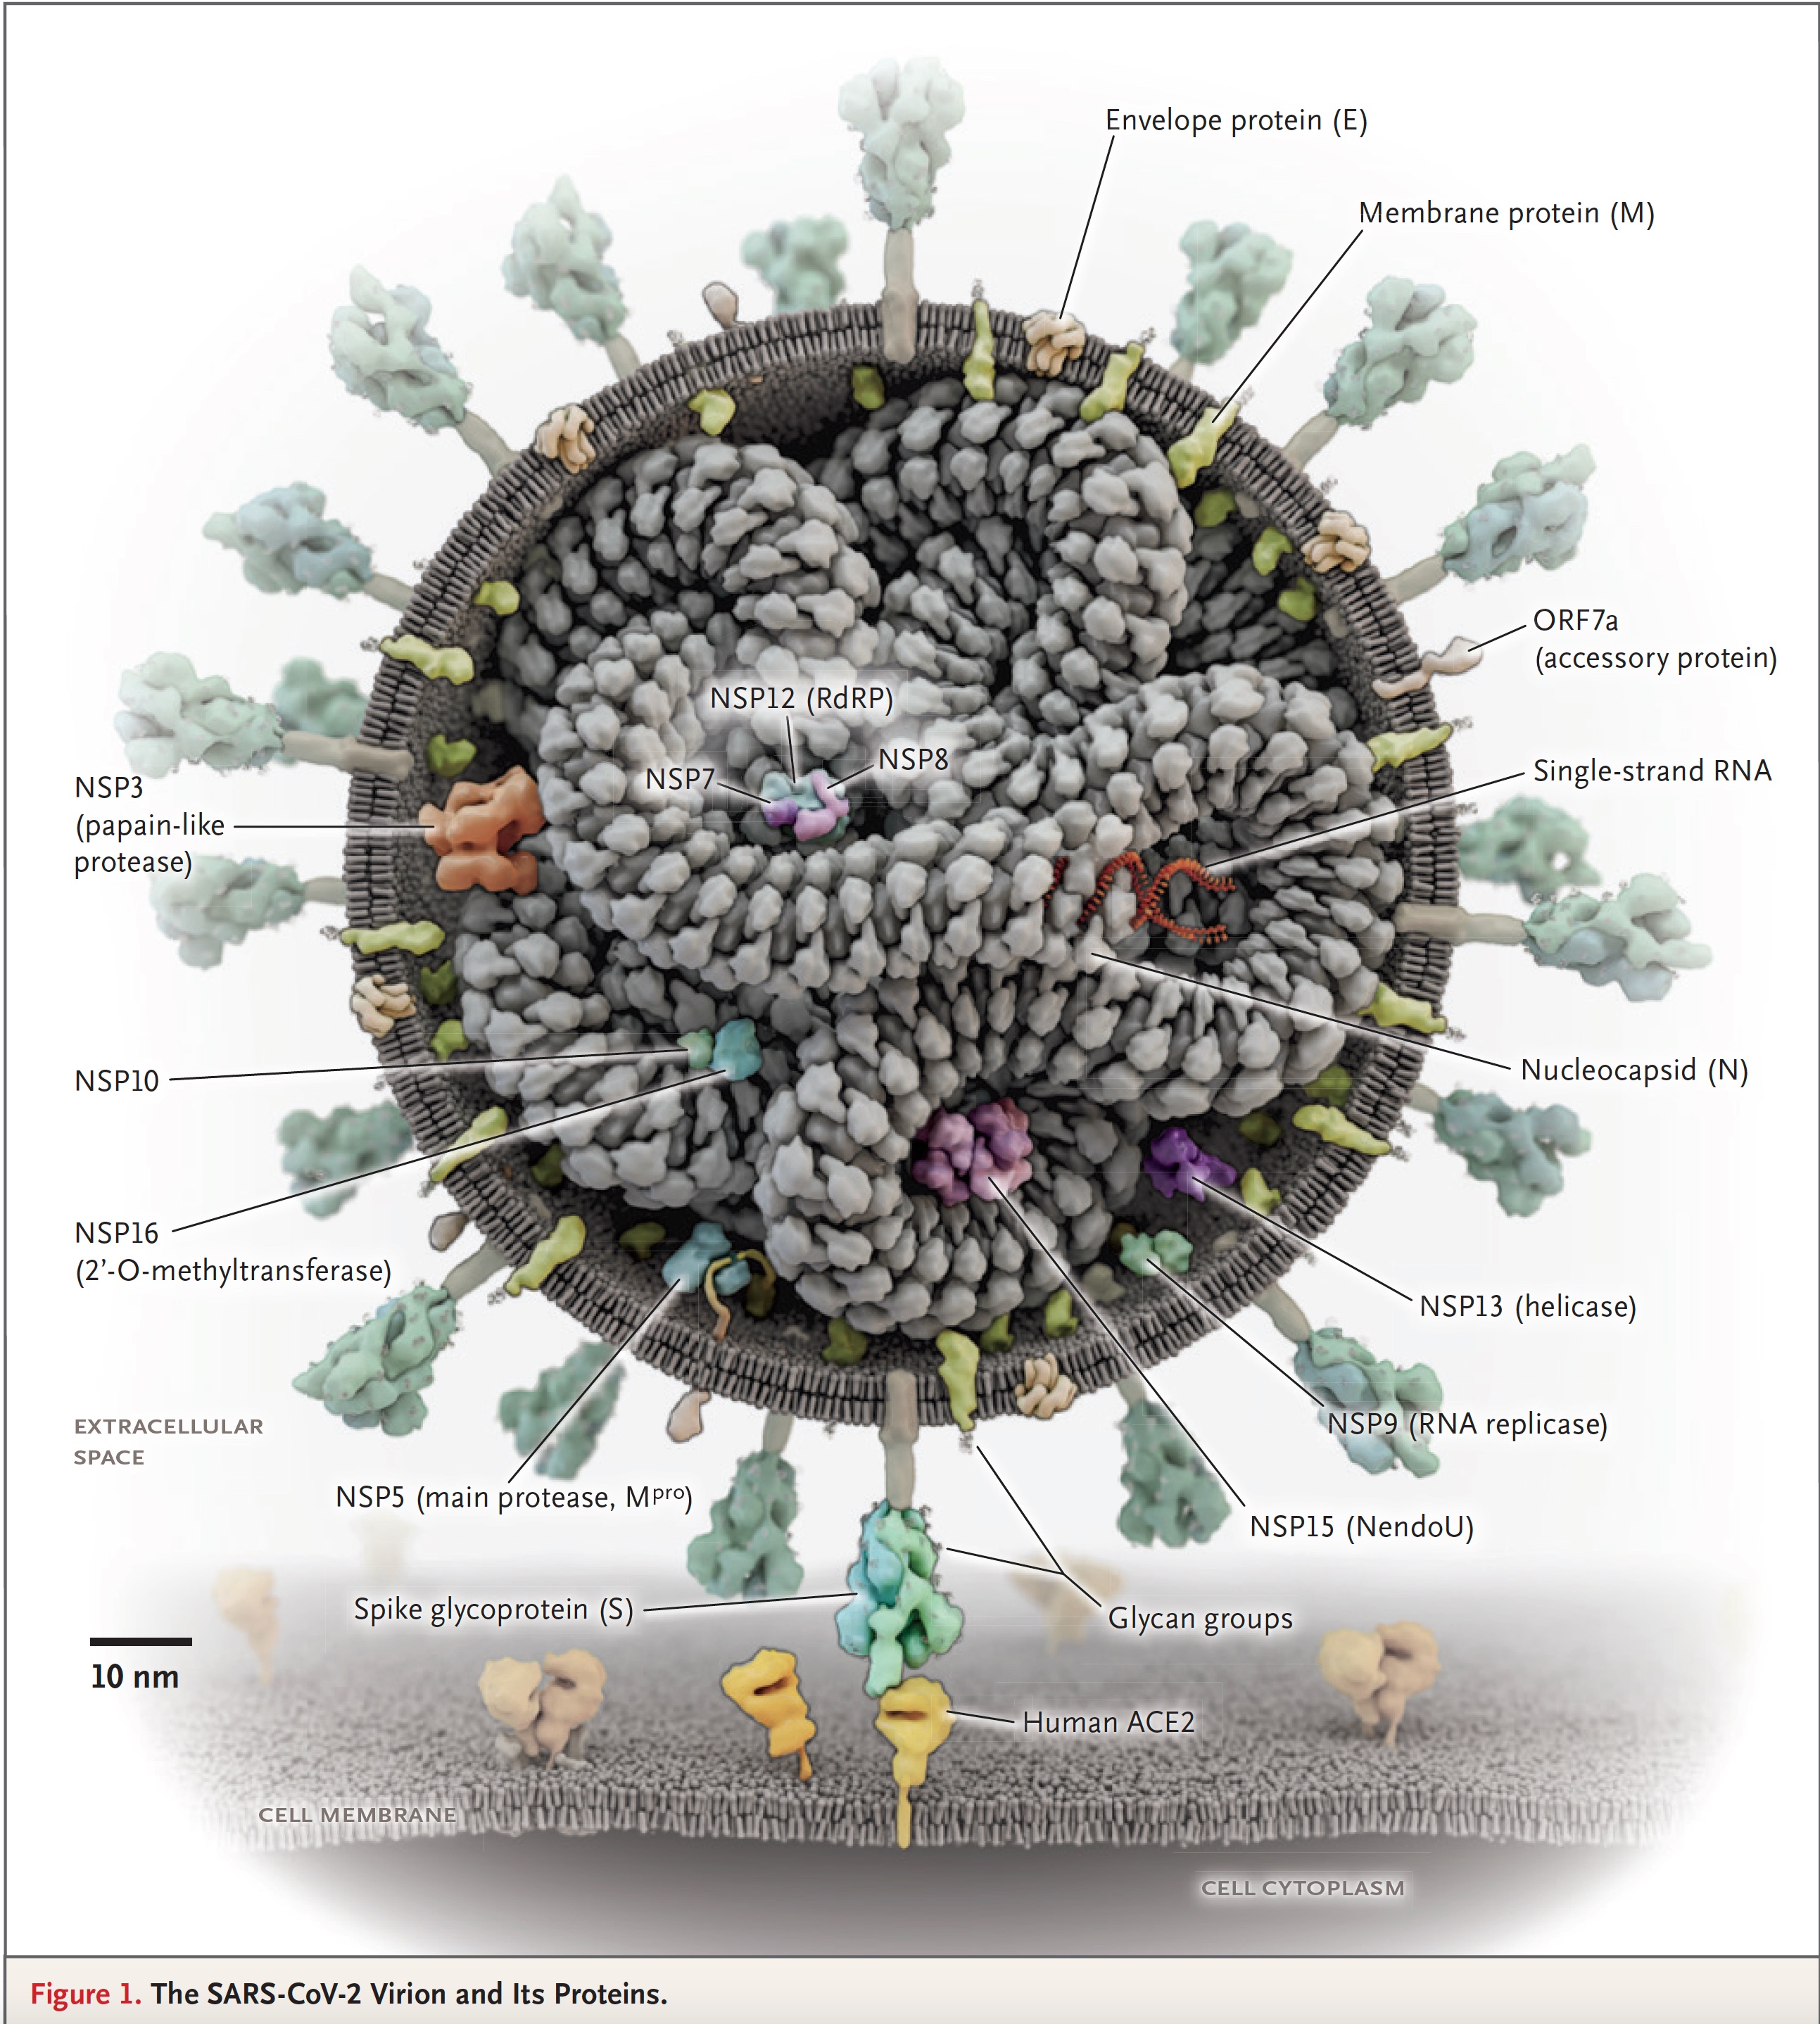 Envelope protein (E)
Membrane protein (M)
ORF7a
(accessory protein)
NSP12 (RdRP)
NSP8
NSP7
Single-strand RNA
NSP3
(papain-like
protease)
Nucleocapsid (N)
NSP10
NSP16
(2’-O-methyltransferase)
NSP13 (helicase)
NSP9 (RNA replicase)
EXTRACELLULAR
SPACE
NSP5 (main protease, Mᵖʳᵒ)
NSP15 (NendoU)
Spike glycoprotein (S)
Glycan groups
10 nm
Human ACE2
CELL MEMBRANE
CELL CYTOPLASM
Figure 1. The SARS-CoV-2 Virion and Its Proteins.